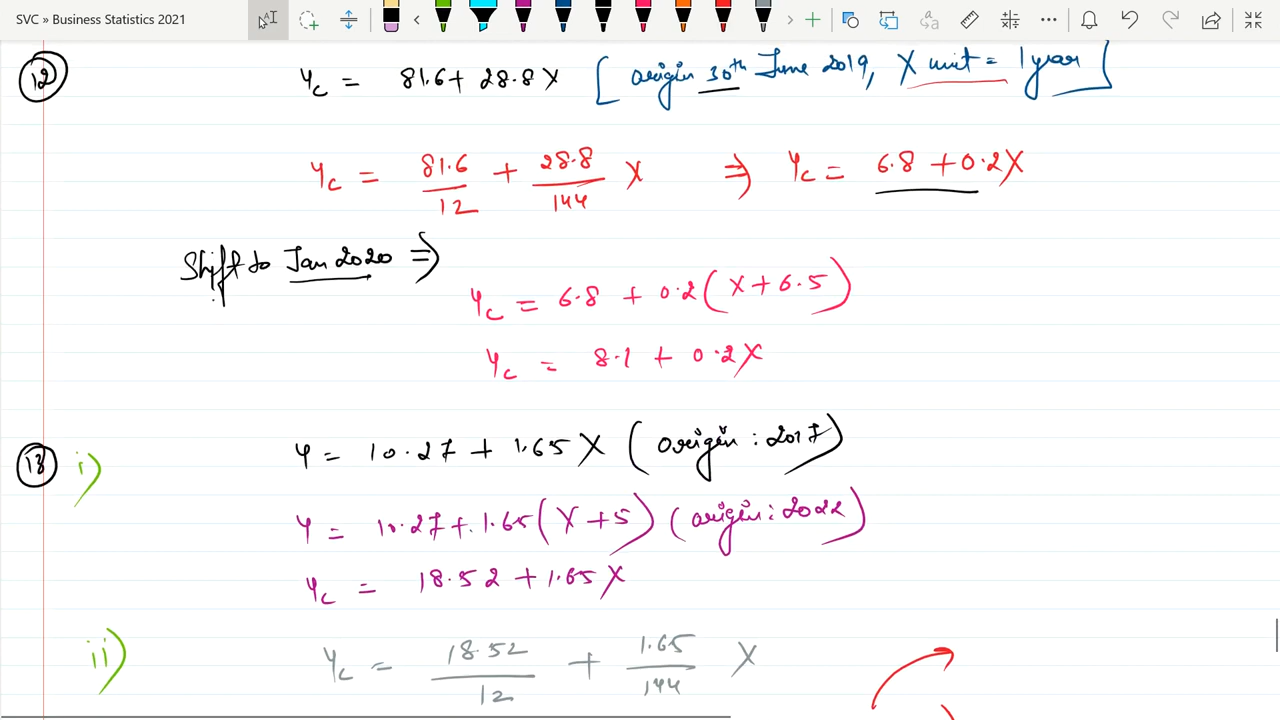 SVC » Business Statistics 2021
12 Yc = 81.6 + 28.8 X [origin 30th June 2019, X unit = 1 year]
Yc = 81.6/12 + 28.8/144 X ⇒ Yc = 6.8 + 0.2X
Shift to Jan 2020 ⇒
Yc = 6.8 + 0.2 (X + 6.5)
Yc = 8.1 + 0.2X
13 i) Y = 10.27 + 1.65 X (origin : 2017)
Y = 10.27 + 1.65 (X + 5) (origin : 2022)
Yc = 18.52 + 1.65 X
ii) Yc = 18.52/12 + 1.65/144 X